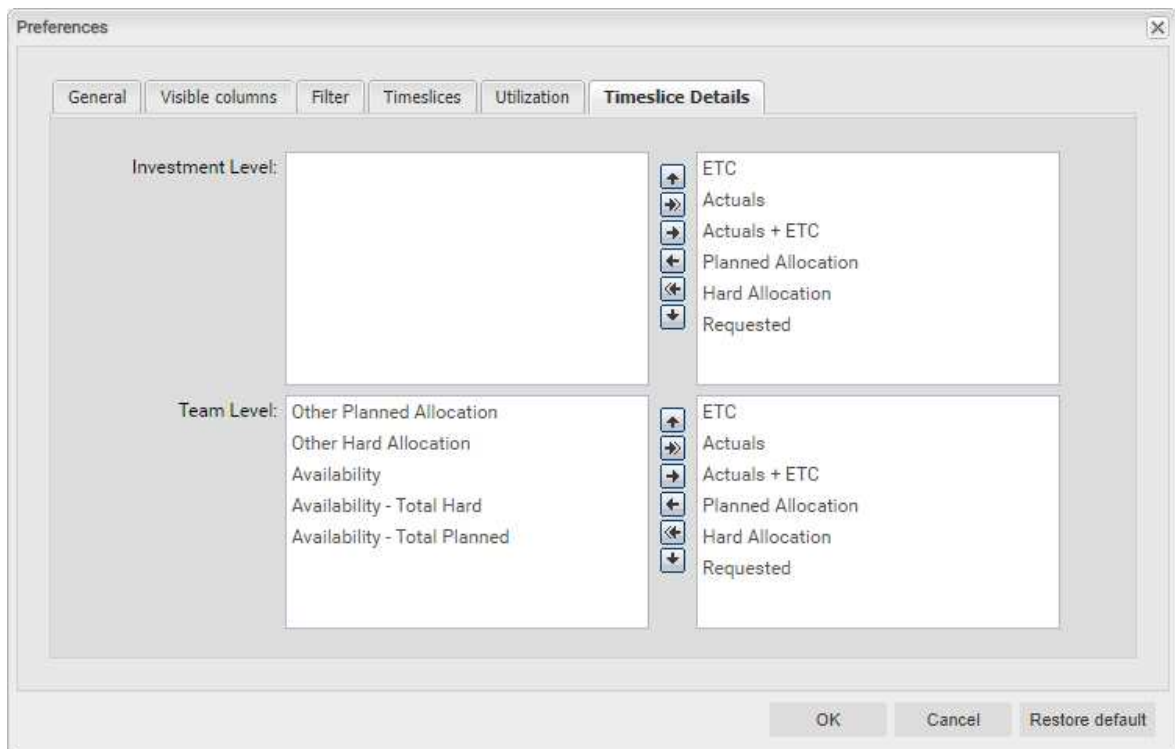 Preferences
General
Visible columns
Filter
Timeslices
Utilization
Timeslice Details
Investment Level:
ETC
Actuals
Actuals + ETC
Planned Allocation
Hard Allocation
Requested
Team Level:
Other Planned Allocation
Other Hard Allocation
Availability
Availability - Total Hard
Availability - Total Planned
ETC
Actuals
Actuals + ETC
Planned Allocation
Hard Allocation
Requested
OK
Cancel
Restore default